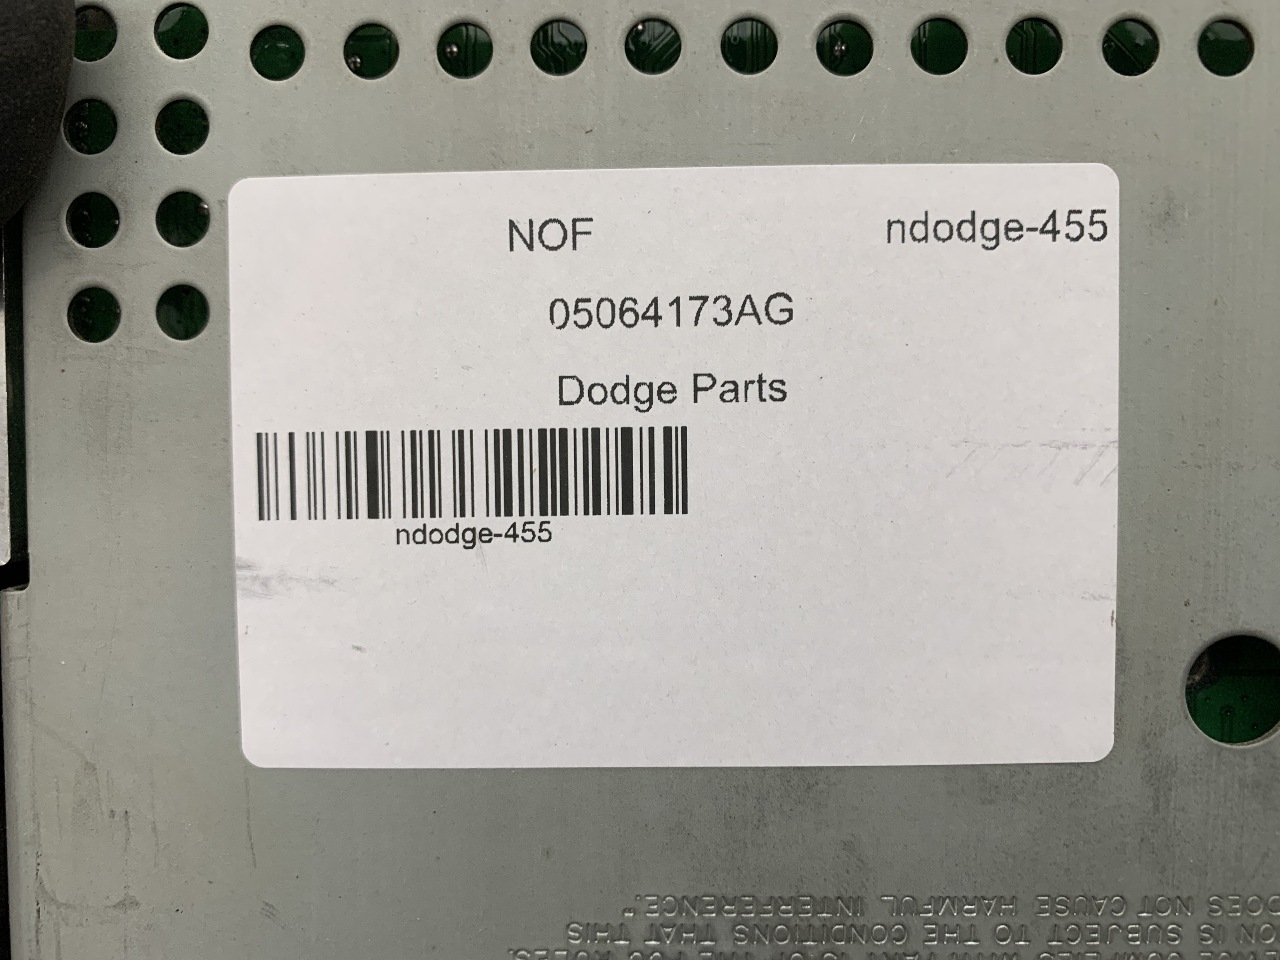 NOF
ndodge-455
05064173AG
Dodge Parts
ndodge-455
ON IS SUBJECT TO THE CONDITIONS THAT THIS
DOES NOT CAUSE HARMFUL INTERFERENCE."